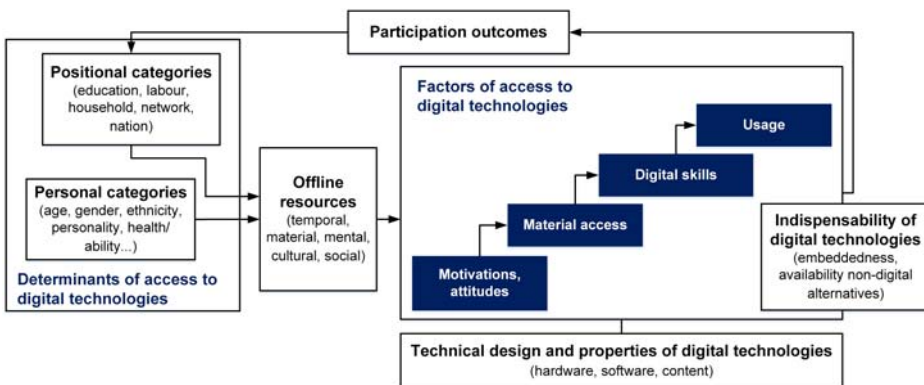 Participation outcomes
Positional categories
(education, labour,
household, network,
nation)
Personal categories
(age, gender, ethnicity,
personality, health/
ability...)
Determinants of access to
digital technologies
Offline
resources
(temporal,
material, mental,
cultural, social)
Factors of access to
digital technologies
Usage
Digital skills
Material access
Motivations,
attitudes
Indispensability of
digital technologies
(embeddedness,
availability non-digital
alternatives)
Technical design and properties of digital technologies
(hardware, software, content)